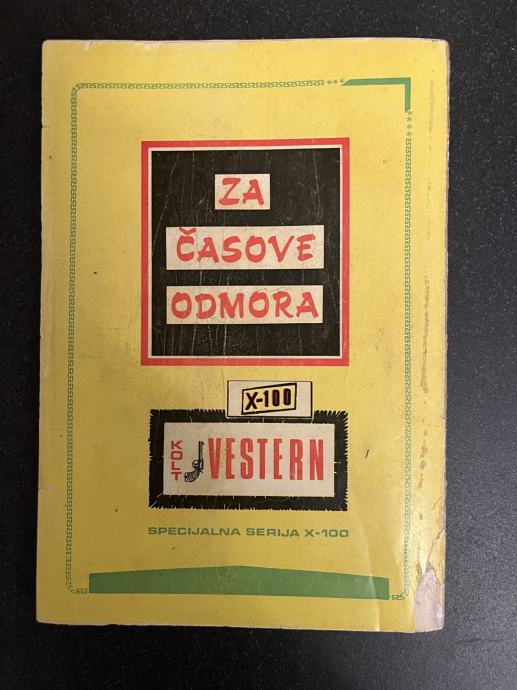 ZA
ČASOVE
ODMORA
X-100
KOLT
VESTERN
SPECIJALNA SERIJA X-100